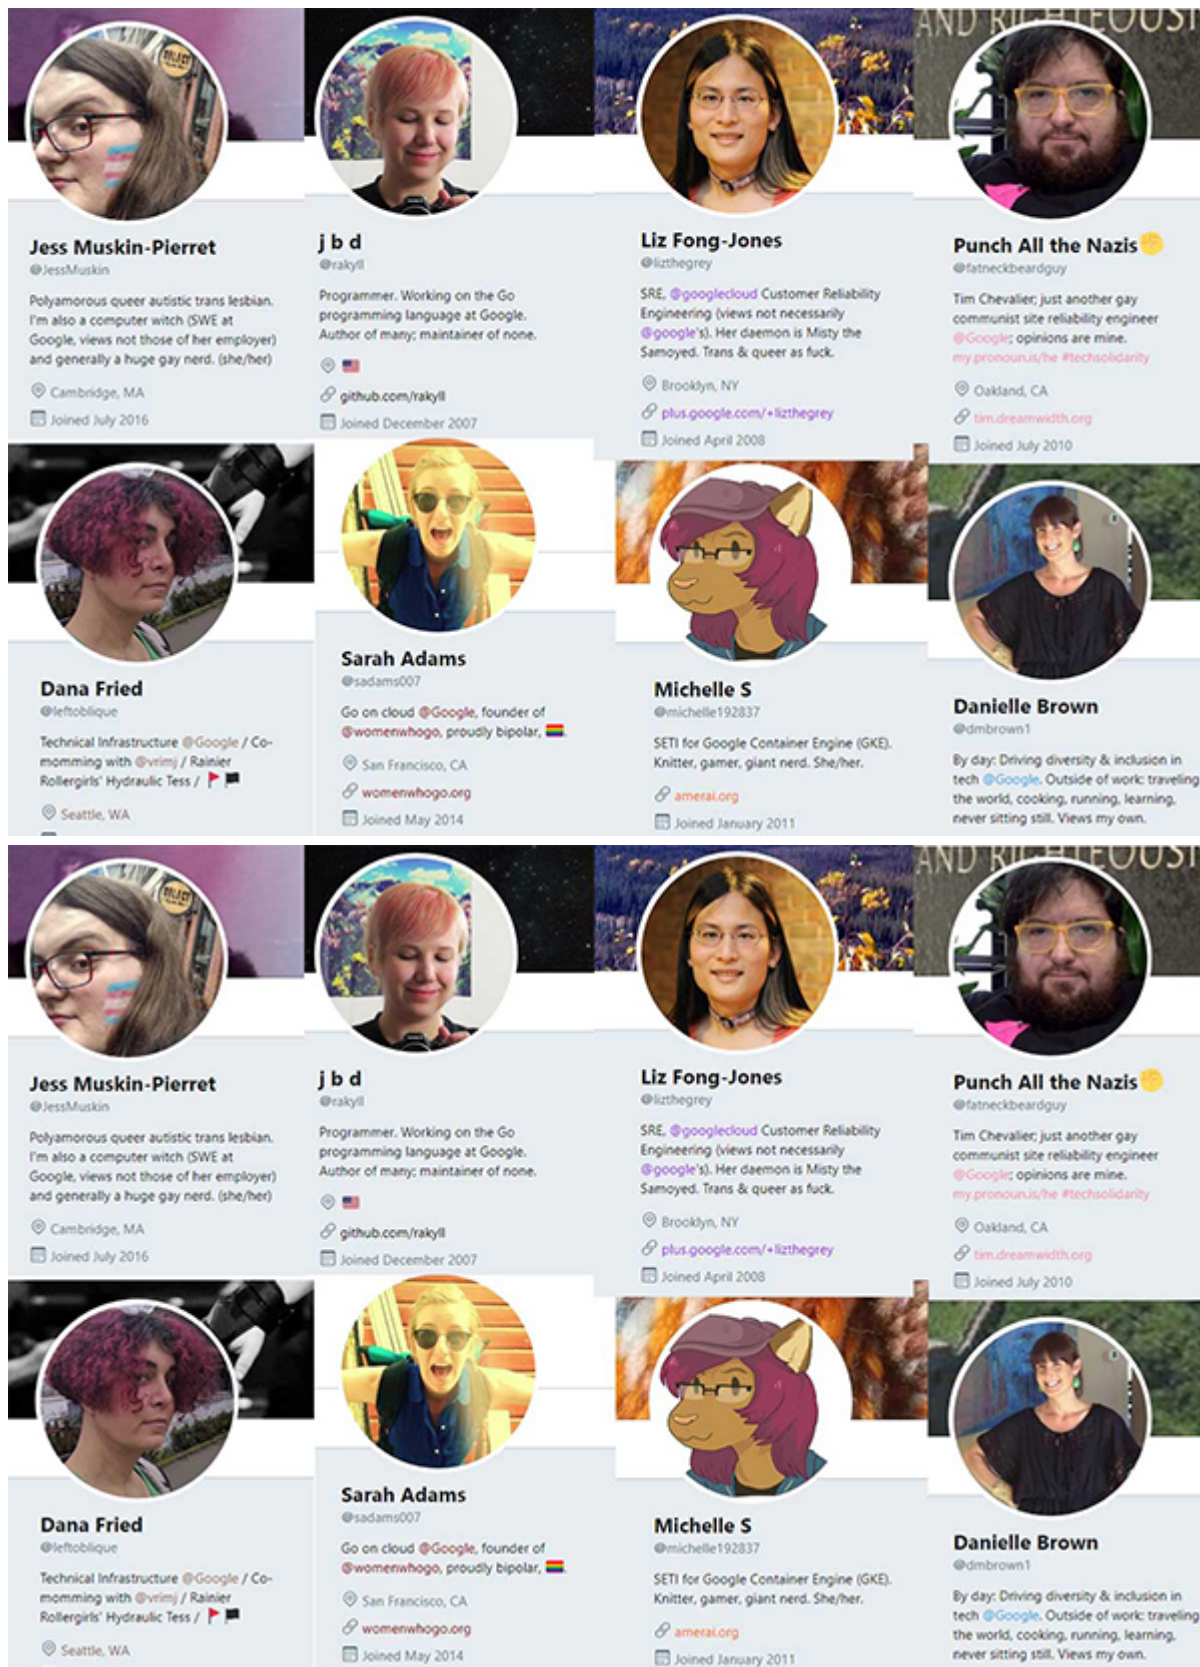 AND RIGHTEOUS
SELECT
Jess Muskin-Pierret
@JessMuskin
Polyamorous queer autistic trans lesbian.
I'm also a computer witch (SWE at
Google, views not those of her employer)
and generally a huge gay nerd. (she/her)
Cambridge, MA
Joined July 2016
j b d
@rakyll
Programmer. Working on the Go
programming language at Google.
Author of many; maintainer of none.
github.com/rakyll
Joined December 2007
Liz Fong-Jones
@lizthegrey
SRE, @googlecloud Customer Reliability
Engineering (views not necessarily
@google's). Her daemon is Misty the
Samoyed. Trans & queer as fuck.
Brooklyn, NY
plus.google.com/+lizthegrey
Joined April 2008
Punch All the Nazis✊
@fatneckbeardguy
Tim Chevalier; just another gay
communist site reliability engineer
@Google; opinions are mine.
my.pronoun.is/he #techsolidarity
Oakland, CA
tim.dreamwidth.org
Joined July 2010
Dana Fried
@leftoblique
Technical Infrastructure @Google / Co-
momming with @vrimj / Rainier
Rollergirls' Hydraulic Tess /
Seattle, WA
Sarah Adams
@sadams007
Go on cloud @Google, founder of
@womenwhogo, proudly bipolar,
San Francisco, CA
womenwhogo.org
Joined May 2014
Michelle S
@michelle192837
SETI for Google Container Engine (GKE).
Knitter, gamer, giant nerd. She/her.
amerai.org
Joined January 2011
Danielle Brown
@dmbrown1
By day: Driving diversity & inclusion in
tech @Google. Outside of work: traveling
the world, cooking, running, learning,
never sitting still. Views my own.
AND RIGHTEOUS
SELECT
Jess Muskin-Pierret
@JessMuskin
Polyamorous queer autistic trans lesbian.
I'm also a computer witch (SWE at
Google, views not those of her employer)
and generally a huge gay nerd. (she/her)
Cambridge, MA
Joined July 2016
j b d
@rakyll
Programmer. Working on the Go
programming language at Google.
Author of many; maintainer of none.
github.com/rakyll
Joined December 2007
Liz Fong-Jones
@lizthegrey
SRE, @googlecloud Customer Reliability
Engineering (views not necessarily
@google's). Her daemon is Misty the
Samoyed. Trans & queer as fuck.
Brooklyn, NY
plus.google.com/+lizthegrey
Joined April 2008
Punch All the Nazis✊
@fatneckbeardguy
Tim Chevalier; just another gay
communist site reliability engineer
@Google; opinions are mine.
my.pronoun.is/he #techsolidarity
Oakland, CA
tim.dreamwidth.org
Joined July 2010
Dana Fried
@leftoblique
Technical Infrastructure @Google / Co-
momming with @vrimj / Rainier
Rollergirls' Hydraulic Tess /
Seattle, WA
Sarah Adams
@sadams007
Go on cloud @Google, founder of
@womenwhogo, proudly bipolar,
San Francisco, CA
womenwhogo.org
Joined May 2014
Michelle S
@michelle192837
SETI for Google Container Engine (GKE).
Knitter, gamer, giant nerd. She/her.
amerai.org
Joined January 2011
Danielle Brown
@dmbrown1
By day: Driving diversity & inclusion in
tech @Google. Outside of work: traveling
the world, cooking, running, learning,
never sitting still. Views my own.